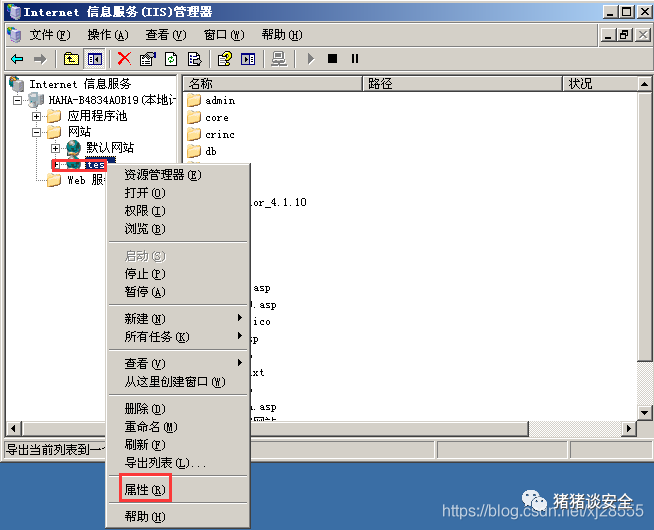 Internet 信息服务(IIS)管理器
文件(F) 操作(A) 查看(V) 窗口(W) 帮助(H)
Internet 信息服务
HAHA-B4834AOB19(本地计
应用程序池
网站
默认网站
tes
Web 服
名称 路径 状况
admin
core
crinc
db
or_4.1.10
.asp
.asp
ico
sp
xt
.asp
资源管理器(E)
打开(O)
权限(I)
浏览(B)
启动(S)
停止(P)
暂停(A)
新建(N)
所有任务(K)
查看(V)
从这里创建窗口(W)
删除(D)
重命名(M)
刷新(F)
导出列表(L)...
属性(R)
帮助(H)
导出当前列表到一个
猪猪谈安全
https://blog.csdn.net/xj28555